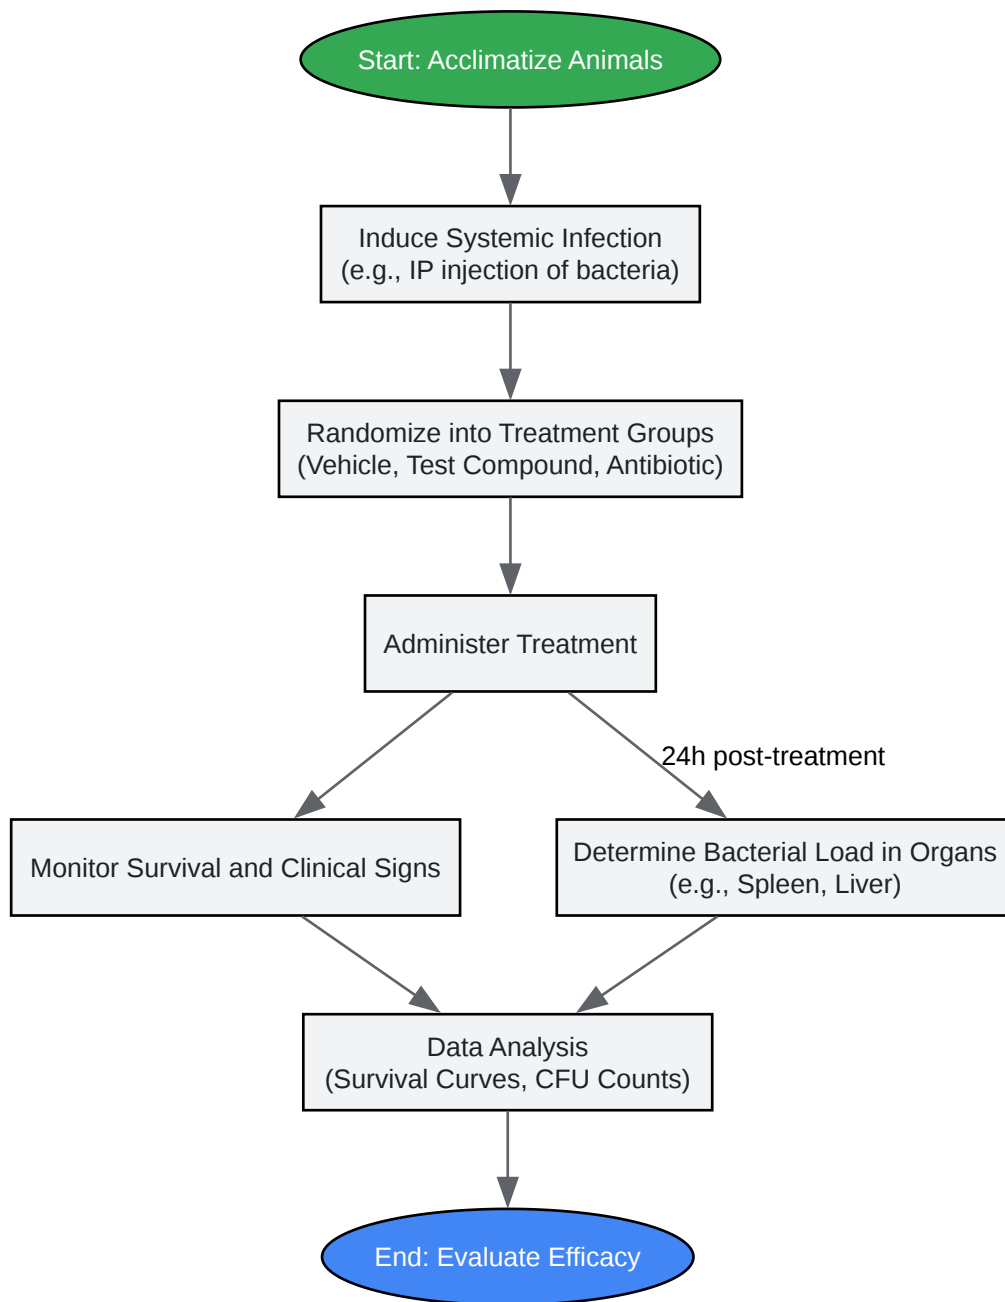 Start: Acclimatize Animals
Induce Systemic Infection
(e.g., IP injection of bacteria)
Randomize into Treatment Groups
(Vehicle, Test Compound, Antibiotic)
Administer Treatment
24h post-treatment
Monitor Survival and Clinical Signs
Determine Bacterial Load in Organs
(e.g., Spleen, Liver)
Data Analysis
(Survival Curves, CFU Counts)
End: Evaluate Efficacy